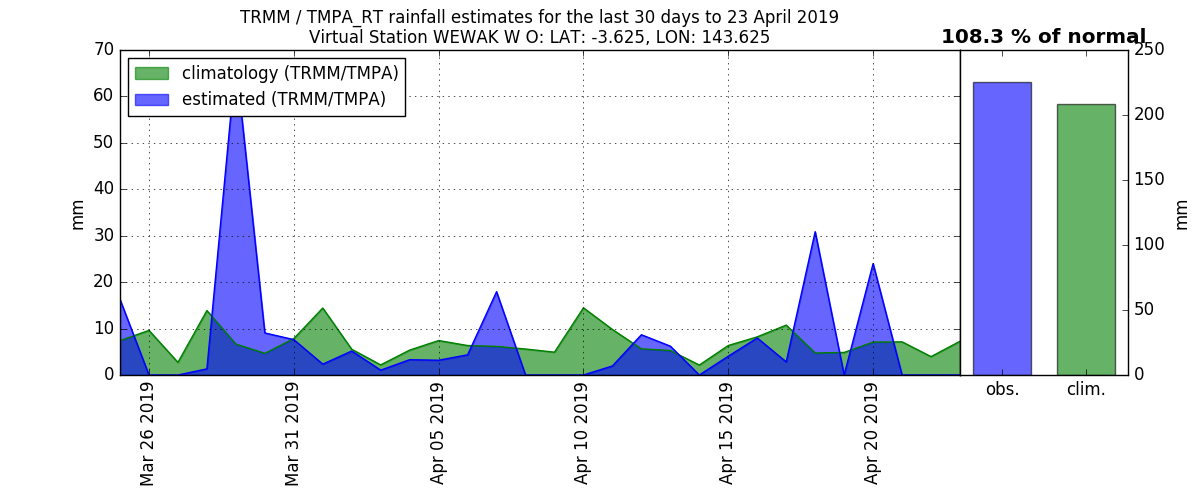 TRMM / TMPA_RT rainfall estimates for the last 30 days to 23 April 2019
Virtual Station WEWAK W O: LAT: -3.625, LON: 143.625
108.3 % of normal
climatology (TRMM/TMPA)
estimated (TRMM/TMPA)
70
60
50
40
30
20
10
0
mm
Mar 26 2019
Mar 31 2019
Apr 05 2019
Apr 10 2019
Apr 15 2019
Apr 20 2019
obs.
clim.
250
200
150
100
50
0
mm